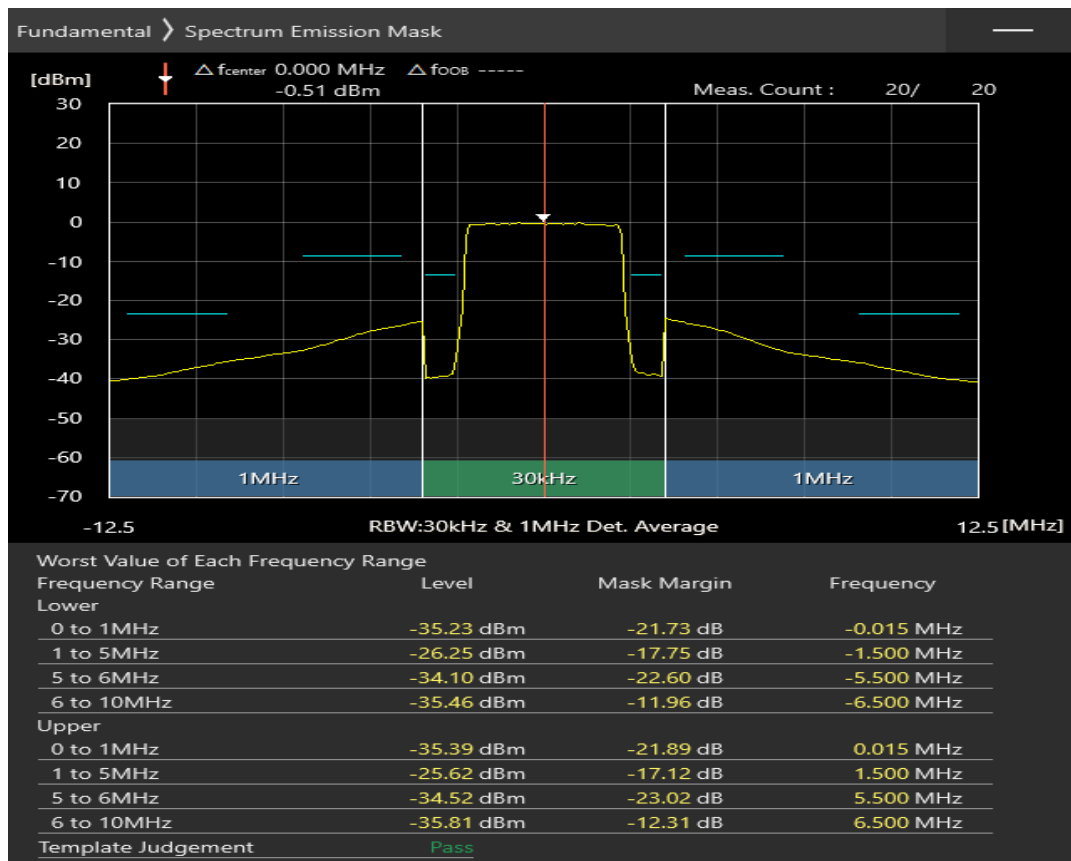 Fundamental ❯ Spectrum Emission Mask
[dBm] △ fcenter 0.000 MHz △ fOOB -----
-0.51 dBm Meas. Count : 20/ 20
30
20
10
0
-10
-20
-30
-40
-50
-60
-70
1MHz 30kHz 1MHz
-12.5 RBW:30kHz & 1MHz Det. Average 12.5 [MHz]
Worst Value of Each Frequency Range
Frequency Range Level Mask Margin Frequency
Lower
0 to 1MHz -35.23 dBm -21.73 dB -0.015 MHz
1 to 5MHz -26.25 dBm -17.75 dB -1.500 MHz
5 to 6MHz -34.10 dBm -22.60 dB -5.500 MHz
6 to 10MHz -35.46 dBm -11.96 dB -6.500 MHz
Upper
0 to 1MHz -35.39 dBm -21.89 dB 0.015 MHz
1 to 5MHz -25.62 dBm -17.12 dB 1.500 MHz
5 to 6MHz -34.52 dBm -23.02 dB 5.500 MHz
6 to 10MHz -35.81 dBm -12.31 dB 6.500 MHz
Template Judgement Pass